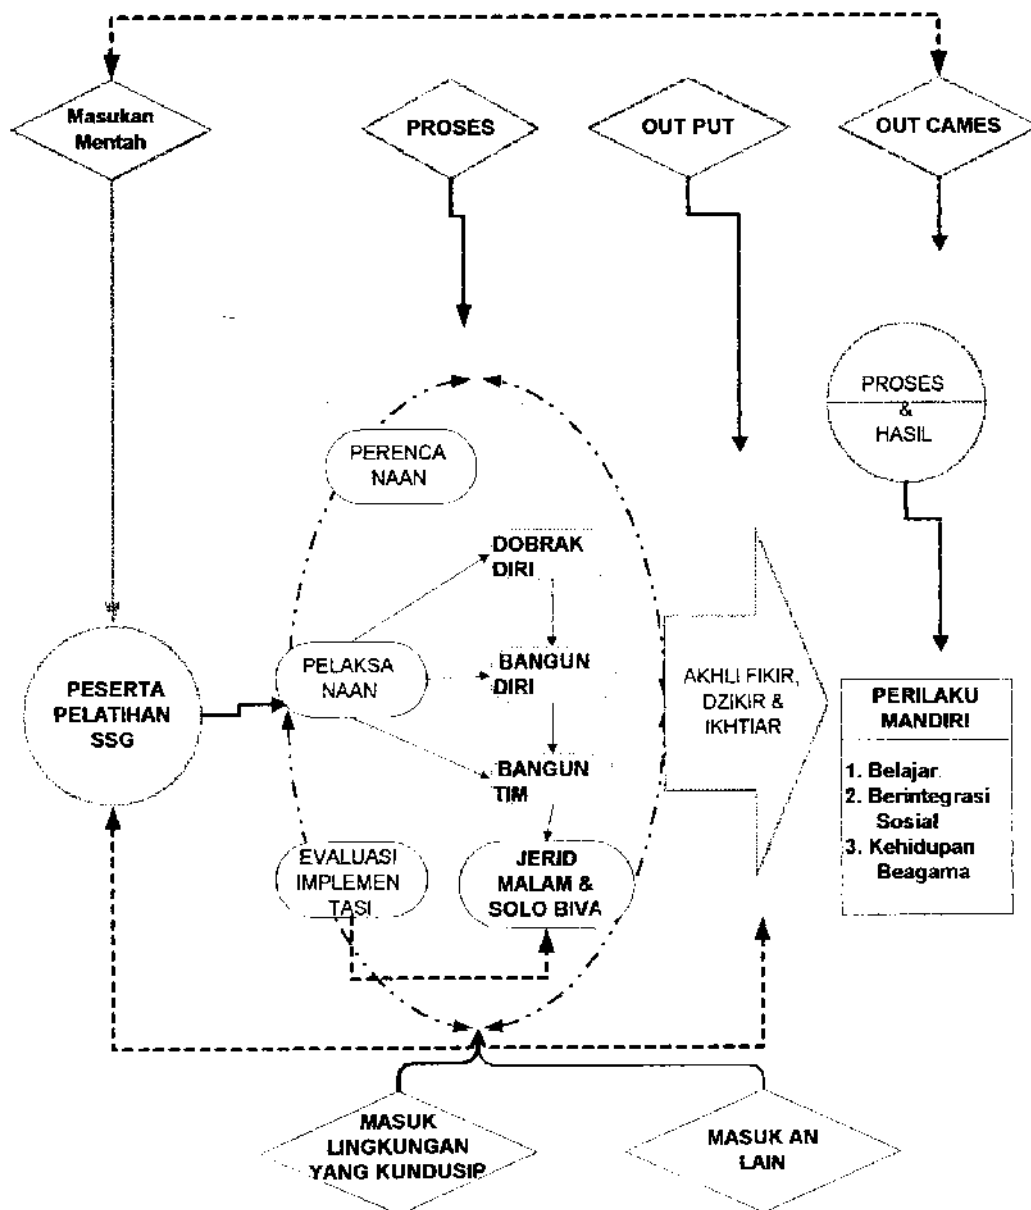 Masukan
Mentah
PROSES
OUT PUT
OUT CAMES
PROSES
&
HASIL
PERENCA
NAAN
DOBRAK
DIRI
PELAKSA
NAAN
BANGUN
DIRI
AKHLI FIKIR,
DZIKIR &
IKHTIAR
PESERTA
PELATIHAN
SSG
PERILAKU
MANDIRI
1. Belajar
2. Berintegrasi
Sosial
3. Kehidupan
Beagama
BANGUN
TIM
EVALUASI
IMPLEMEN
TASI
JERID
MALAM &
SOLO BIVA
MASUK
LINGKUNGAN
YANG KUNDUSIP
MASUK AN
LAIN